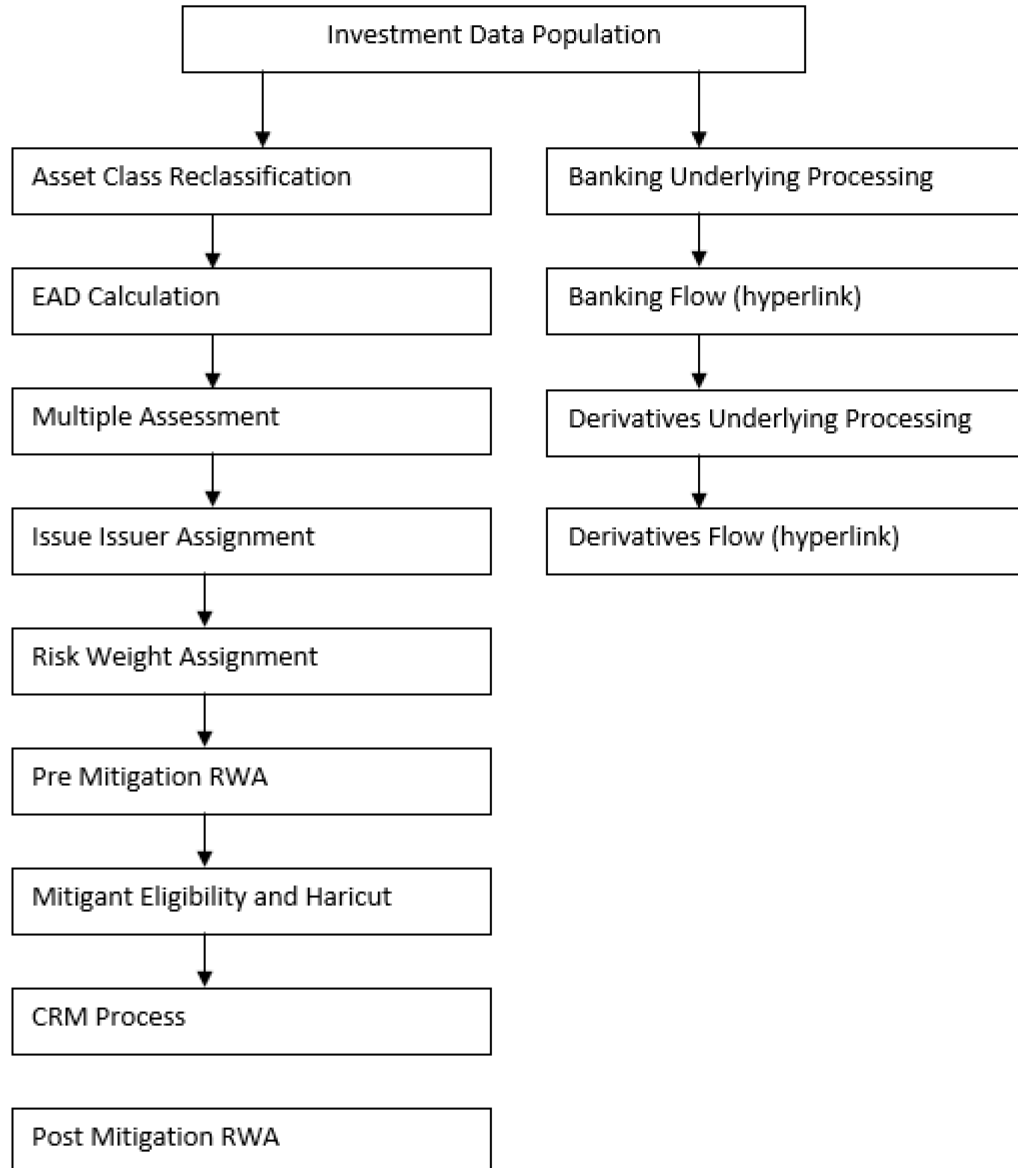 Investment Data Population
Asset Class Reclassification
EAD Calculation
Multiple Assessment
Issue Issuer Assignment
Risk Weight Assignment
Pre Mitigation RWA
Mitigant Eligibility and Haricut
CRM Process
Post Mitigation RWA
Banking Underlying Processing
Banking Flow (hyperlink)
Derivatives Underlying Processing
Derivatives Flow (hyperlink)